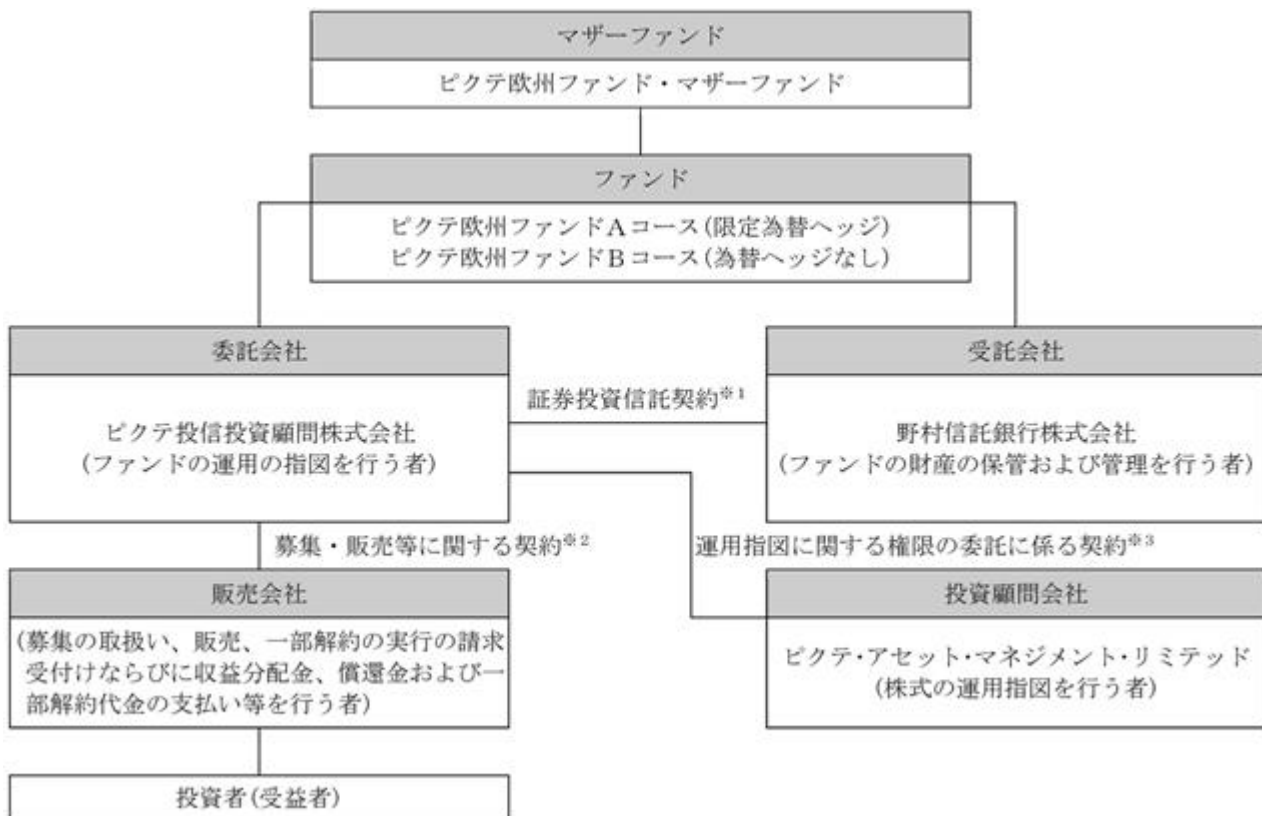 マザーファンド
ピクテ欧州ファンド・マザーファンド
ファンド
ピクテ欧州ファンドAコース(限定為替ヘッジ)
ピクテ欧州ファンドBコース(為替ヘッジなし)
委託会社
ピクテ投信投資顧問株式会社
(ファンドの運用の指図を行う者)
証券投資信託契約※1
受託会社
野村信託銀行株式会社
(ファンドの財産の保管および管理を行う者)
募集・販売等に関する契約※2
運用指図に関する権限の委託に係る契約※3
販売会社
(募集の取扱い、販売、一部解約の実行の請求
受付けならびに収益分配金、償還金および一
部解約代金の支払い等を行う者)
投資顧問会社
ピクテ・アセット・マネジメント・リミテッド
(株式の運用指図を行う者)
投資者(受益者)